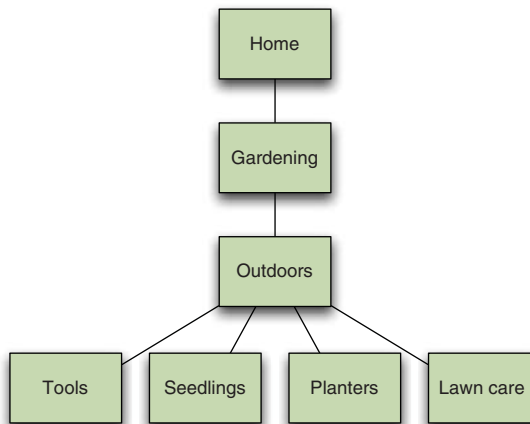 Home
Gardening
Outdoors
Tools
Seedlings
Planters
Lawn care